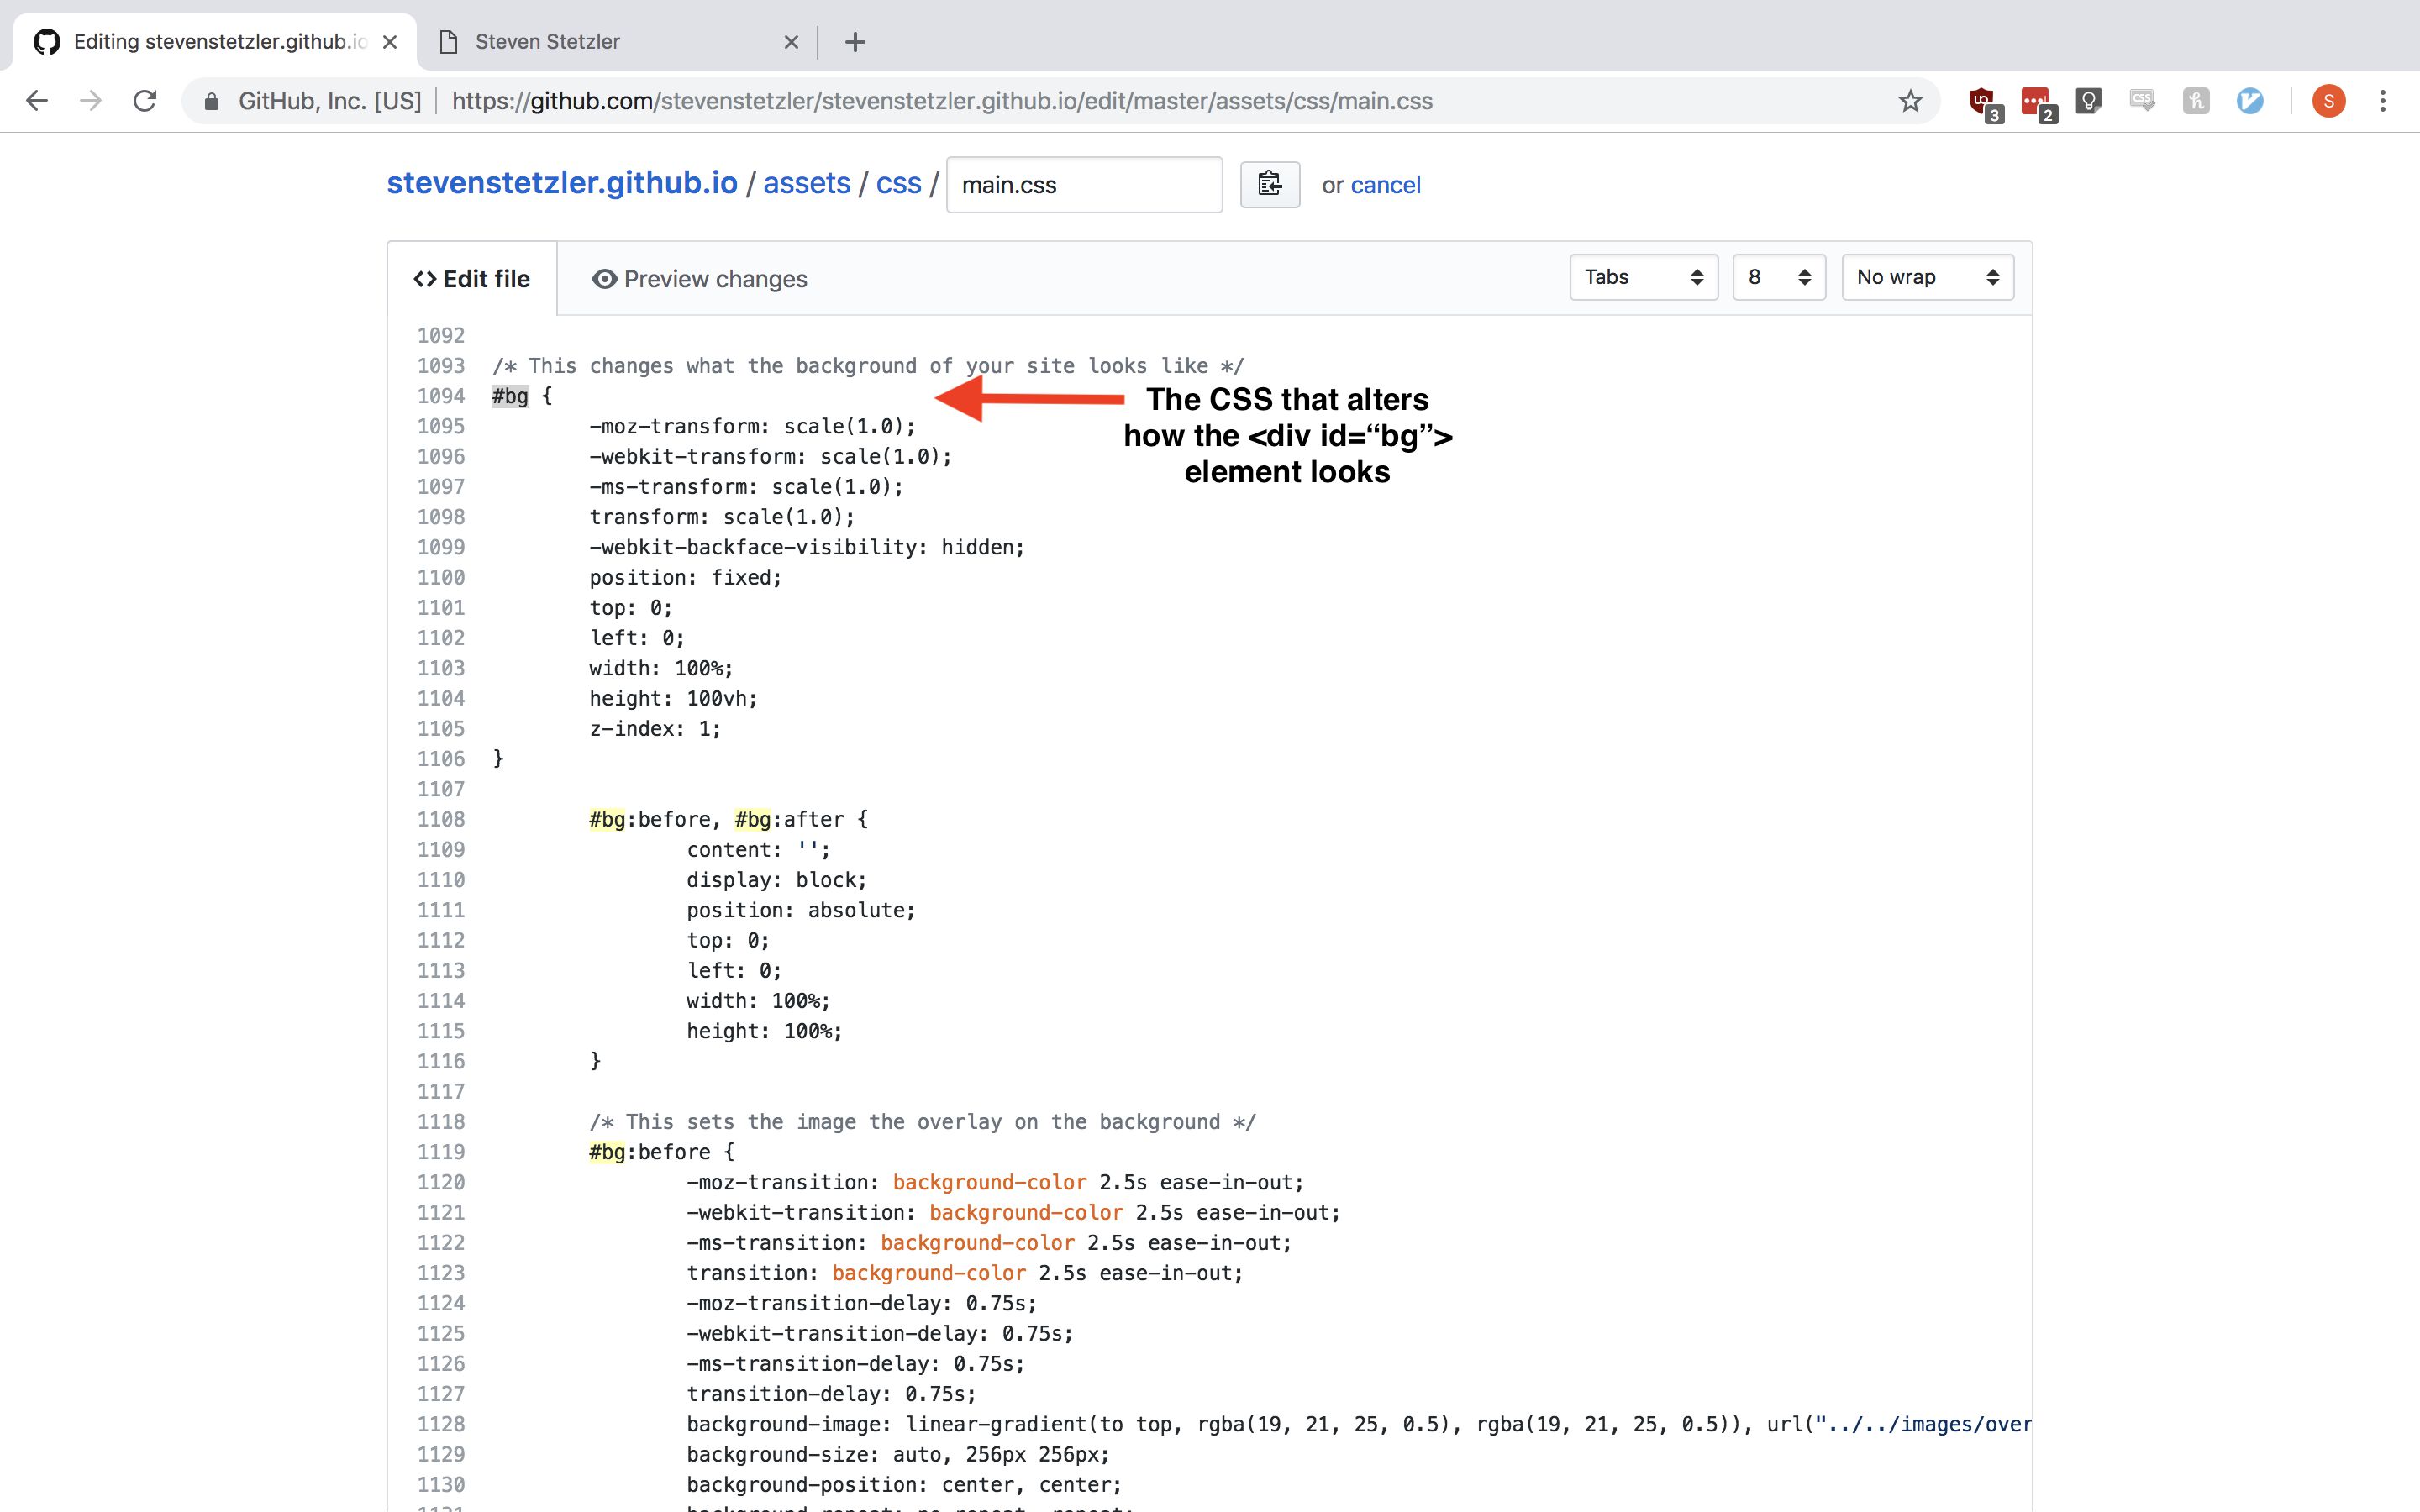 Editing stevenstetzler.github.io
Steven Stetzler
GitHub, Inc. [US] https://github.com/stevenstetzler/stevenstetzler.github.io/edit/master/assets/css/main.css
3
2
CSS
S
stevenstetzler.github.io / assets / css / main.css or cancel
<> Edit file Preview changes Tabs 8 No wrap
1092
1093 /* This changes what the background of your site looks like */
1094 #bg {
The CSS that alters
how the <div id=“bg”>
element looks
1095 -moz-transform: scale(1.0);
1096 -webkit-transform: scale(1.0);
1097 -ms-transform: scale(1.0);
1098 transform: scale(1.0);
1099 -webkit-backface-visibility: hidden;
1100 position: fixed;
1101 top: 0;
1102 left: 0;
1103 width: 100%;
1104 height: 100vh;
1105 z-index: 1;
1106 }
1107
1108 #bg:before, #bg:after {
1109 content: '';
1110 display: block;
1111 position: absolute;
1112 top: 0;
1113 left: 0;
1114 width: 100%;
1115 height: 100%;
1116 }
1117
1118 /* This sets the image the overlay on the background */
1119 #bg:before {
1120 -moz-transition: background-color 2.5s ease-in-out;
1121 -webkit-transition: background-color 2.5s ease-in-out;
1122 -ms-transition: background-color 2.5s ease-in-out;
1123 transition: background-color 2.5s ease-in-out;
1124 -moz-transition-delay: 0.75s;
1125 -webkit-transition-delay: 0.75s;
1126 -ms-transition-delay: 0.75s;
1127 transition-delay: 0.75s;
1128 background-image: linear-gradient(to top, rgba(19, 21, 25, 0.5), rgba(19, 21, 25, 0.5)), url("../../images/over
1129 background-size: auto, 256px 256px;
1130 background-position: center, center;
1131 background-repeat: no-repeat, repeat;